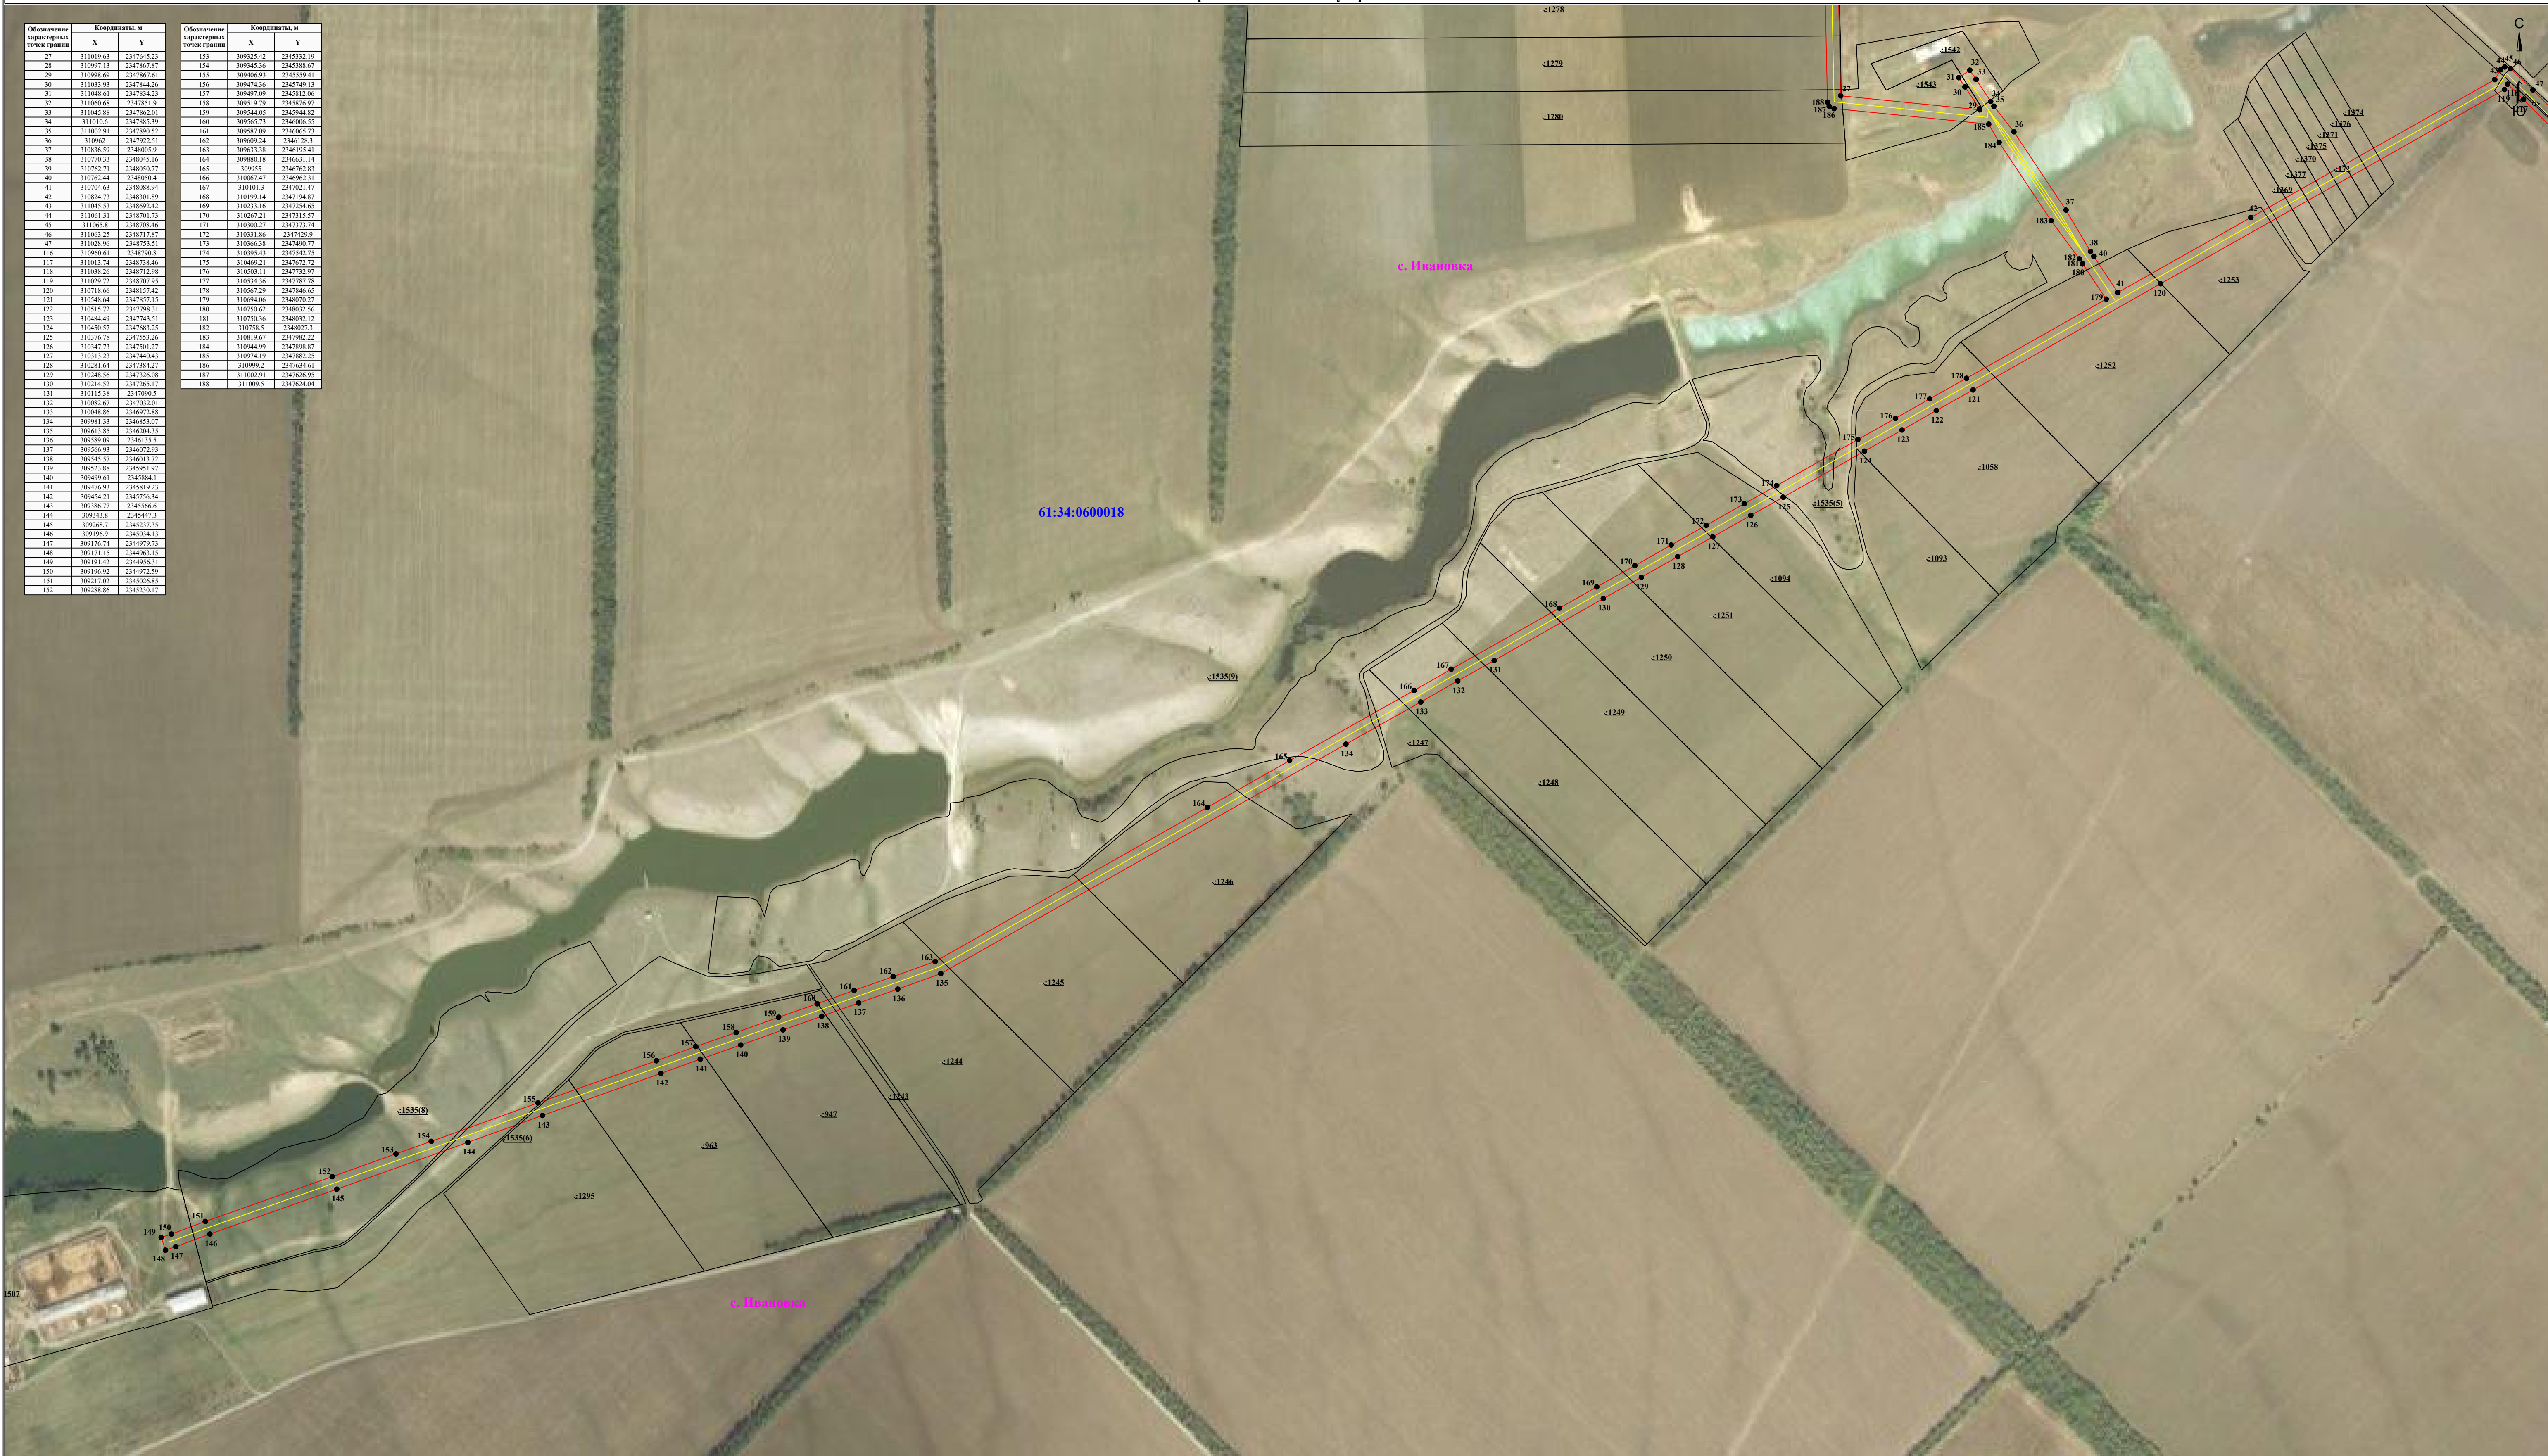 Обозначение характерных точек границ | Координаты, м
X | Y
27 | 311019.63 | 2347645.23
28 | 310997.13 | 2347867.87
29 | 310998.69 | 2347867.61
30 | 311033.93 | 2347844.26
31 | 311048.61 | 2347834.23
32 | 311060.68 | 2347851.9
33 | 311045.88 | 2347862.01
34 | 311010.6 | 2347885.39
35 | 311002.91 | 2347890.52
36 | 310962 | 2347922.51
37 | 310836.59 | 2348005.9
38 | 310770.33 | 2348045.16
39 | 310762.71 | 2348050.77
40 | 310762.44 | 2348050.4
41 | 310704.63 | 2348088.94
42 | 310824.73 | 2348301.89
43 | 311045.53 | 2348692.42
44 | 311061.31 | 2348701.73
45 | 311065.8 | 2348708.46
46 | 311063.25 | 2348717.87
47 | 311028.96 | 2348753.51
116 | 310960.61 | 2348790.8
117 | 311013.74 | 2348738.46
118 | 311038.26 | 2348712.98
119 | 311029.72 | 2348707.95
120 | 310718.66 | 2348157.42
121 | 310548.64 | 2347857.15
122 | 310515.72 | 2347798.31
123 | 310484.49 | 2347743.51
124 | 310450.57 | 2347683.25
125 | 310376.78 | 2347553.26
126 | 310347.73 | 2347501.27
127 | 310313.23 | 2347440.43
128 | 310281.64 | 2347384.27
129 | 310248.56 | 2347326.08
130 | 310214.52 | 2347265.17
131 | 310115.38 | 2347090.5
132 | 310082.67 | 2347032.01
133 | 310048.86 | 2346972.88
134 | 309981.33 | 2346853.07
135 | 309613.85 | 2346204.35
136 | 309589.09 | 2346135.5
137 | 309566.93 | 2346072.93
138 | 309545.57 | 2346013.72
139 | 309523.88 | 2345951.97
140 | 309499.61 | 2345884.1
141 | 309476.93 | 2345819.23
142 | 309454.21 | 2345756.34
143 | 309386.77 | 2345566.6
144 | 309343.8 | 2345447.3
145 | 309268.7 | 2345237.35
146 | 309196.9 | 2345034.13
147 | 309176.74 | 2344979.73
148 | 309171.15 | 2344963.15
149 | 309191.42 | 2344956.31
150 | 309196.92 | 2344972.59
151 | 309217.02 | 2345026.85
152 | 309288.86 | 2345230.17
Обозначение характерных точек границ | Координаты, м
X | Y
153 | 309325.42 | 2345332.19
154 | 309345.36 | 2345388.67
155 | 309406.93 | 2345559.41
156 | 309474.36 | 2345749.13
157 | 309497.09 | 2345812.06
158 | 309519.79 | 2345876.97
159 | 309544.05 | 2345944.82
160 | 309565.73 | 2346006.55
161 | 309587.09 | 2346065.73
162 | 309609.24 | 2346128.3
163 | 309633.38 | 2346195.41
164 | 309880.18 | 2346631.14
165 | 309955 | 2346762.83
166 | 310067.47 | 2346962.31
167 | 310101.3 | 2347021.47
168 | 310199.14 | 2347194.87
169 | 310233.16 | 2347254.65
170 | 310267.21 | 2347315.57
171 | 310300.27 | 2347373.74
172 | 310331.86 | 2347429.9
173 | 310366.38 | 2347490.77
174 | 310395.43 | 2347542.75
175 | 310469.21 | 2347672.72
176 | 310503.11 | 2347732.97
177 | 310534.36 | 2347787.78
178 | 310567.29 | 2347846.65
179 | 310694.06 | 2348070.27
180 | 310750.62 | 2348032.56
181 | 310750.36 | 2348032.12
182 | 310758.5 | 2348027.3
183 | 310819.67 | 2347982.22
184 | 310944.99 | 2347898.87
185 | 310974.19 | 2347882.25
186 | 310999.2 | 2347634.61
187 | 311002.91 | 2347626.95
188 | 311009.5 | 2347624.04
:1278
:1279
:1280
:1542
:1543
С
Ю
:1374
:1376
:1371
:1375
:1370
:1377
:1369
:173
с. Ивановка
:1253
:1252
:1058
:1093
:1535(5)
:1094
:1251
:1250
:1249
:1248
:1247
61:34:0600018
:1535(9)
:1246
:1245
:1244
:1243
:947
:963
:1295
:1535(6)
:1535(8)
1507
с. Ивановка